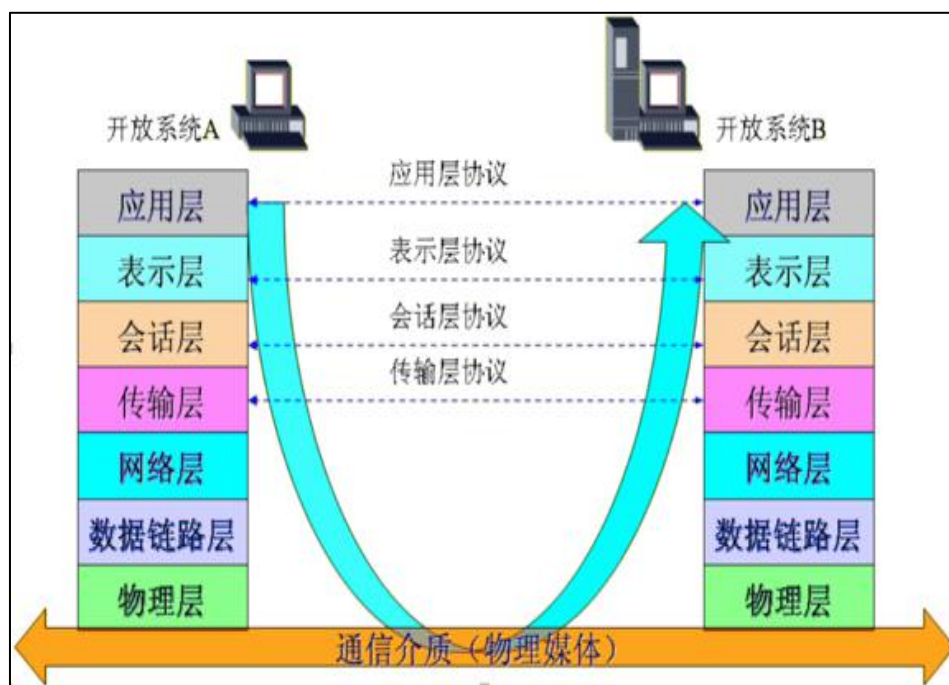 开放系统A
开放系统B
应用层协议
应用层
应用层
表示层协议
表示层
表示层
会话层协议
会话层
会话层
传输层协议
传输层
传输层
网络层
网络层
数据链路层
数据链路层
物理层
物理层
通信介质（物理媒体）